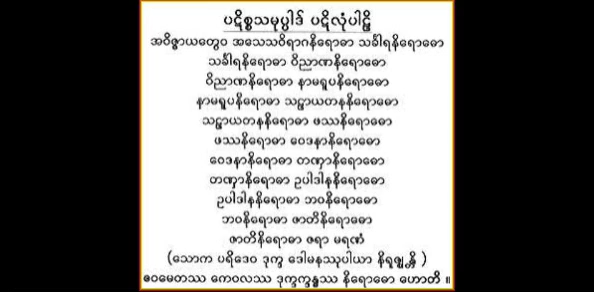 ပဋိစ္စသမုပ္ပါဒ် ပဋိလုံပါဠိ
အဝိဇ္ဇာယတွေဝ အသေသဝိရာဂနိရောဓာ သင်္ခါရနိရောဓော
သင်္ခါရနိရောဓာ ဝိညာဏနိရောဓော
ဝိညာဏနိရောဓာ နာမရူပနိရောဓော
နာမရူပနိရောဓာ သဠာယတနနိရောဓော
သဠာယတနနိရောဓာ ဖဿနိရောဓော
ဖဿနိရောဓာ ဝေဒနာနိရောဓော
ဝေဒနာနိရောဓာ တဏှာနိရောဓော
တဏှာနိရောဓာ ဥပါဒါနနိရောဓော
ဥပါဒါနနိရောဓာ ဘဝနိရောဓော
ဘဝနိရောဓာ ဇာတိနိရောဓော
ဇာတိနိရောဓာ ဇရာ မရဏံ
(သောက ပရိဒေဝ ဒုက္ခ ဒေါမနဿုပါယာ နိရုဇ္ဈန္တိ )
ဧဝမေတဿ ကေဝလဿ ဒုက္ခက္ခန္ဓဿ နိရောဓော ဟောတိ ။